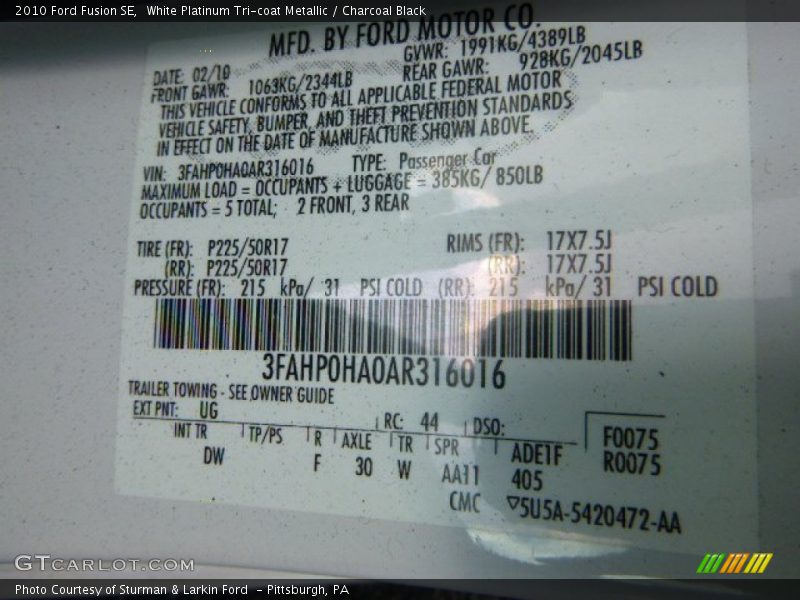 2010 Ford Fusion SE, White Platinum Tri-coat Metallic / Charcoal Black
MFD. BY FORD MOTOR CO.
DATE: 02/10 GVWR: 1991KG/4389LB
FRONT GAWR: 1063KG/2344LB REAR GAWR: 928KG/2045LB
THIS VEHICLE CONFORMS TO ALL APPLICABLE FEDERAL MOTOR
VEHICLE SAFETY, BUMPER, AND THEFT PREVENTION STANDARDS
IN EFFECT ON THE DATE OF MANUFACTURE SHOWN ABOVE.
VIN: 3FAHP0HA0AR316016 TYPE: Passenger Car
MAXIMUM LOAD = OCCUPANTS + LUGGAGE = 385KG/ 850LB
OCCUPANTS = 5 TOTAL; 2 FRONT, 3 REAR
TIRE (FR): P225/50R17 RIMS (FR): 17X7.5J
(RR): P225/50R17 (RR): 17X7.5J
PRESSURE (FR): 215 kPa/ 31 PSI COLD (RR): 215 kPa/ 31 PSI COLD
3FAHP0HA0AR316016
TRAILER TOWING - SEE OWNER GUIDE
EXT PNT: UG RC: 44 DSO: F0075
INT TR TP/PS R AXLE TR SPR ADE1F R0075
DW F 30 W AA11 405
CMC ▽5U5A-5420472-AA
GTCARLOT.COM
Photo Courtesy of Sturman & Larkin Ford - Pittsburgh, PA